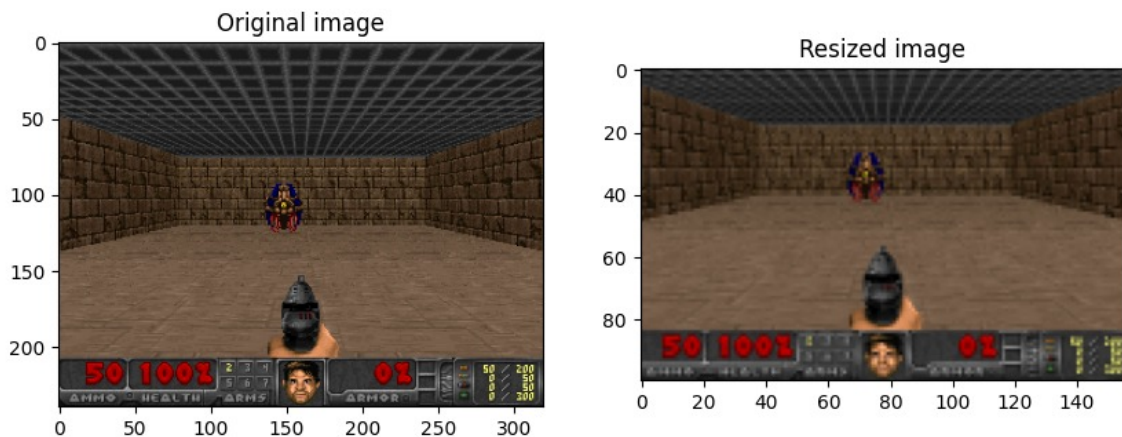 Original image
0
50
100
150
200
0 50 100 150 200 250 300
50 100% 2 3 4 0% 50 / 200
5 6 7 0 / 50
0 / 50
0 / 300
AMMO HEALTH ARMS ARMOR
Resized image
0
20
40
60
80
0 20 40 60 80 100 120 140
50 100% 0%